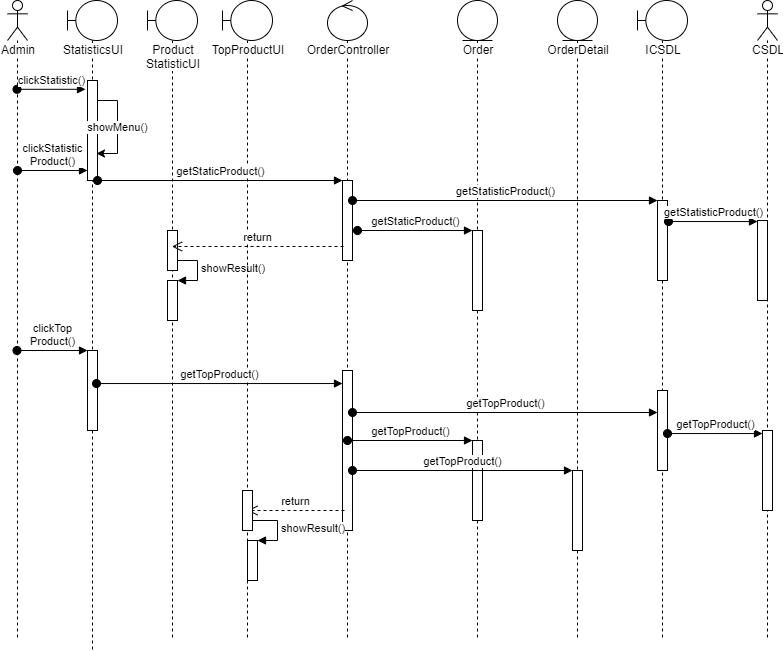 Admin
StatisticsUI
Product
StatisticUI
TopProductUI
OrderController
Order
OrderDetail
ICSDL
CSDL
clickStatistic()
showMenu()
clickStatistic
Product()
getStaticProduct()
getStatisticProduct()
getStatisticProduct()
getStaticProduct()
return
showResult()
clickTop
Product()
getTopProduct()
getTopProduct()
getTopProduct()
getTopProduct()
getTopProduct()
return
showResult()